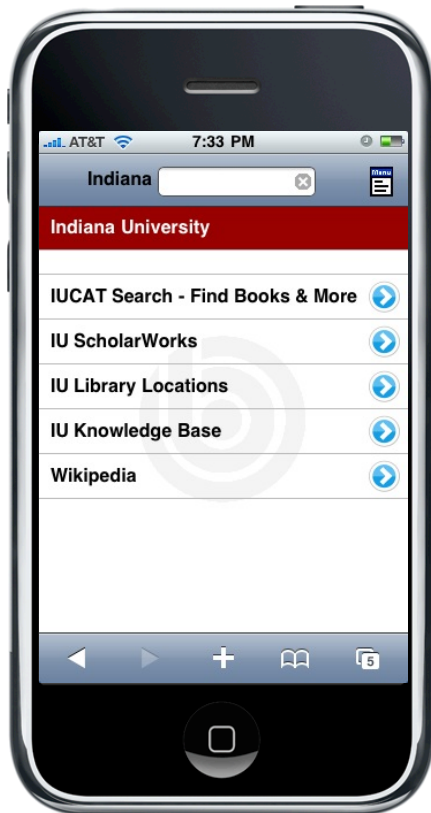 AT&T 7:33 PM
Indiana
Menu
Indiana University
IUCAT Search - Find Books & More
IU ScholarWorks
IU Library Locations
IU Knowledge Base
Wikipedia
5